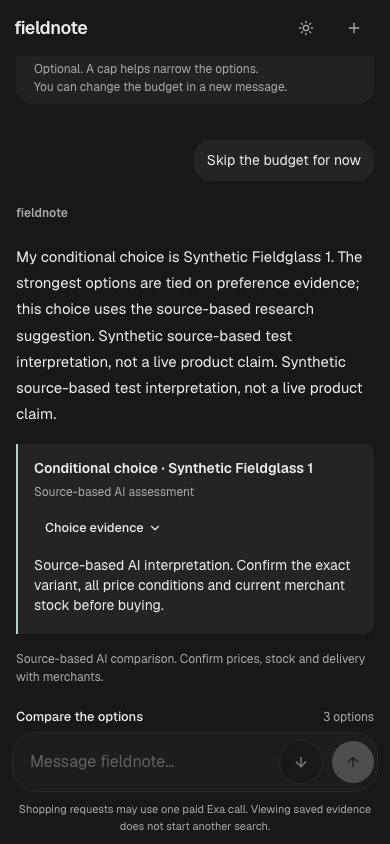 fieldnote
Optional. A cap helps narrow the options.
You can change the budget in a new message.
Skip the budget for now
fieldnote
My conditional choice is Synthetic Fieldglass 1. The
strongest options are tied on preference evidence;
this choice uses the source-based research
suggestion. Synthetic source-based test
interpretation, not a live product claim. Synthetic
source-based test interpretation, not a live product
claim.
Conditional choice · Synthetic Fieldglass 1
Source-based AI assessment
Choice evidence
Source-based AI interpretation. Confirm the exact
variant, all price conditions and current merchant
stock before buying.
Source-based AI comparison. Confirm prices, stock and delivery
with merchants.
Compare the options 3 options
Message fieldnote...
Shopping requests may use one paid Exa call. Viewing saved evidence
does not start another search.